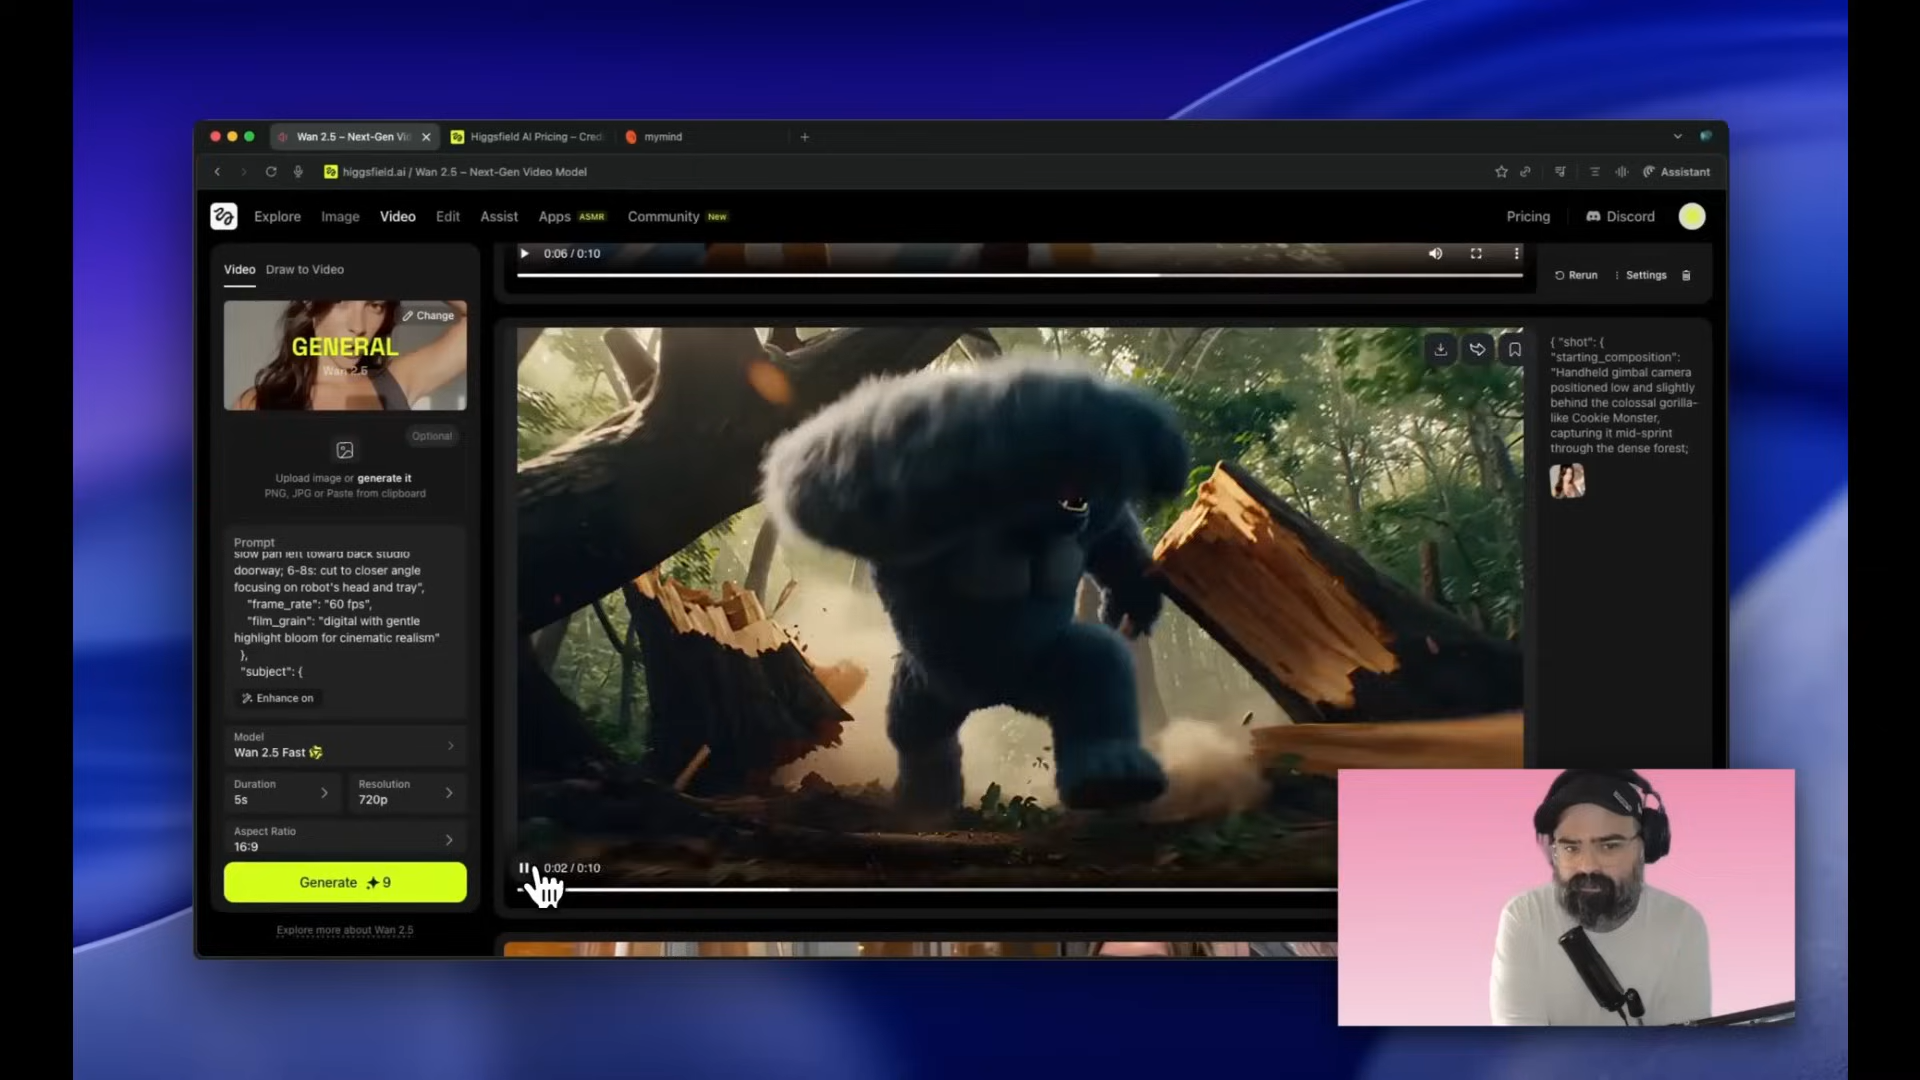 Wan 2.5 – Next-Gen Vi
Higgsfield AI Pricing – Cred
mymind
higgsfield.ai / Wan 2.5 – Next-Gen Video Model
Assistant
Explore
Image
Video
Edit
Assist
Apps ASMR
Community New
Pricing
Discord
Video
Draw to Video
Change
GENERAL
Wan 2.5
Optional
Upload image or generate it
PNG, JPG or Paste from clipboard
Prompt
slow pan left toward back studio
doorway; 6-8s: cut to closer angle
focusing on robot's head and tray",
"frame_rate": "60 fps",
"film_grain": "digital with gentle
highlight bloom for cinematic realism"
},
"subject": {
Enhance on
Model
Wan 2.5 Fast
Duration
5s
Resolution
720p
Aspect Ratio
16:9
Generate 9
Explore more about Wan 2.5
0:06 / 0:10
Rerun
Settings
{ "shot": {
"starting_composition":
"Handheld gimbal camera
positioned low and slightly
behind the colossal gorilla-
like Cookie Monster,
capturing it mid-sprint
through the dense forest;
0:02 / 0:10